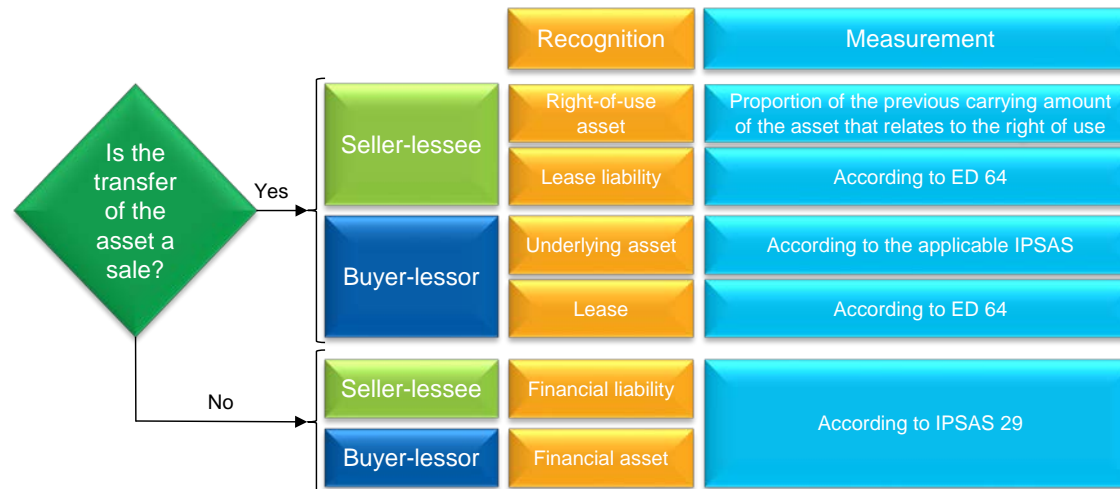 Recognition
Measurement
Is the
transfer
of the
asset a
sale?
Yes
Seller-lessee
Right-of-use
asset
Proportion of the previous carrying amount
of the asset that relates to the right of use
Lease liability
According to ED 64
Buyer-lessor
Underlying asset
According to the applicable IPSAS
Lease
According to ED 64
No
Seller-lessee
Financial liability
According to IPSAS 29
Buyer-lessor
Financial asset